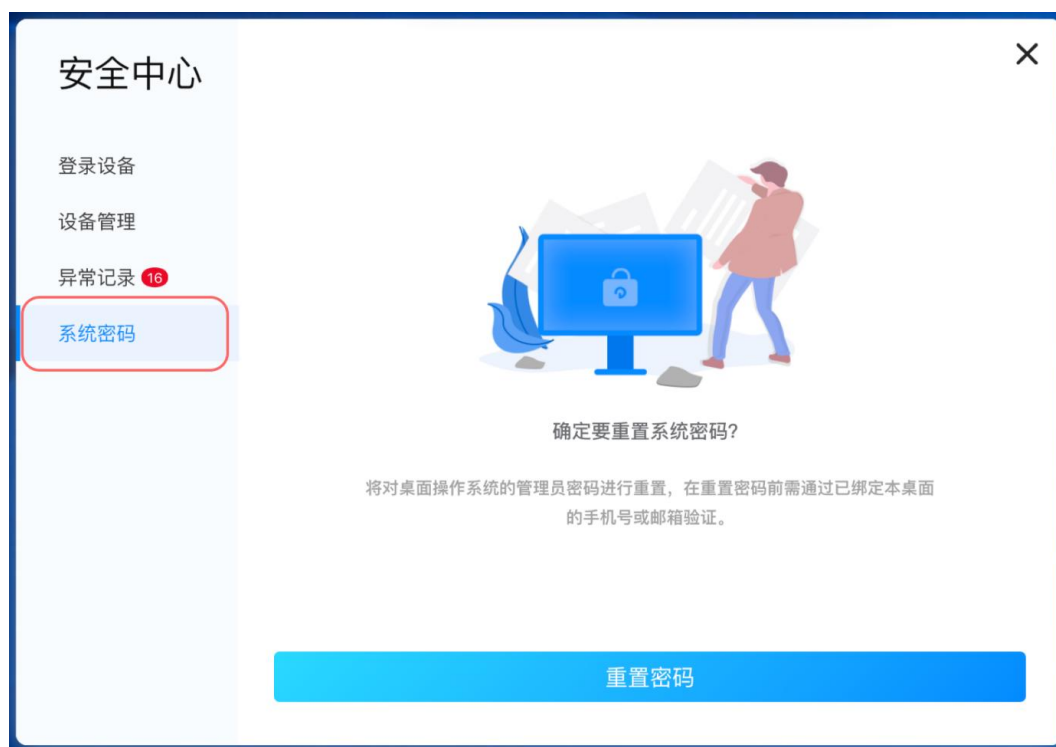 安全中心
登录设备
设备管理
异常记录 16
系统密码
确定要重置系统密码?
将对桌面操作系统的管理员密码进行重置，在重置密码前需通过已绑定本桌面
的手机号或邮箱验证。
重置密码